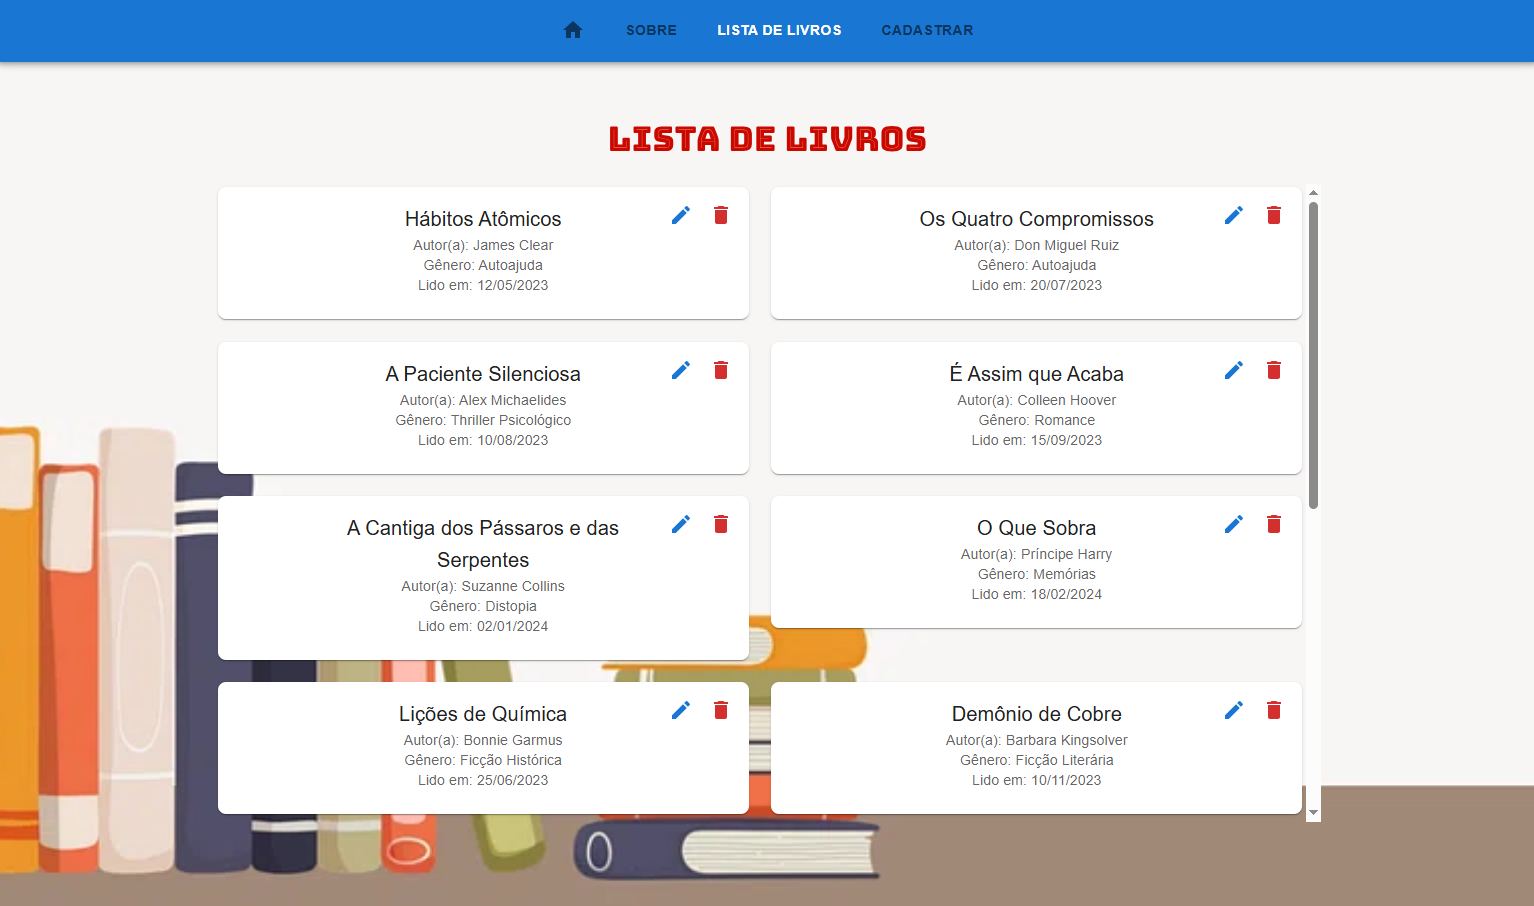 SOBRE LISTA DE LIVROS CADASTRAR
LISTA DE LIVROS
Hábitos Atômicos
Autor(a): James Clear
Gênero: Autoajuda
Lido em: 12/05/2023
Os Quatro Compromissos
Autor(a): Don Miguel Ruiz
Gênero: Autoajuda
Lido em: 20/07/2023
A Paciente Silenciosa
Autor(a): Alex Michaelides
Gênero: Thriller Psicológico
Lido em: 10/08/2023
É Assim que Acaba
Autor(a): Colleen Hoover
Gênero: Romance
Lido em: 15/09/2023
A Cantiga dos Pássaros e das
Serpentes
Autor(a): Suzanne Collins
Gênero: Distopia
Lido em: 02/01/2024
O Que Sobra
Autor(a): Príncipe Harry
Gênero: Memórias
Lido em: 18/02/2024
Lições de Química
Autor(a): Bonnie Garmus
Gênero: Ficção Histórica
Lido em: 25/06/2023
Demônio de Cobre
Autor(a): Barbara Kingsolver
Gênero: Ficção Literária
Lido em: 10/11/2023